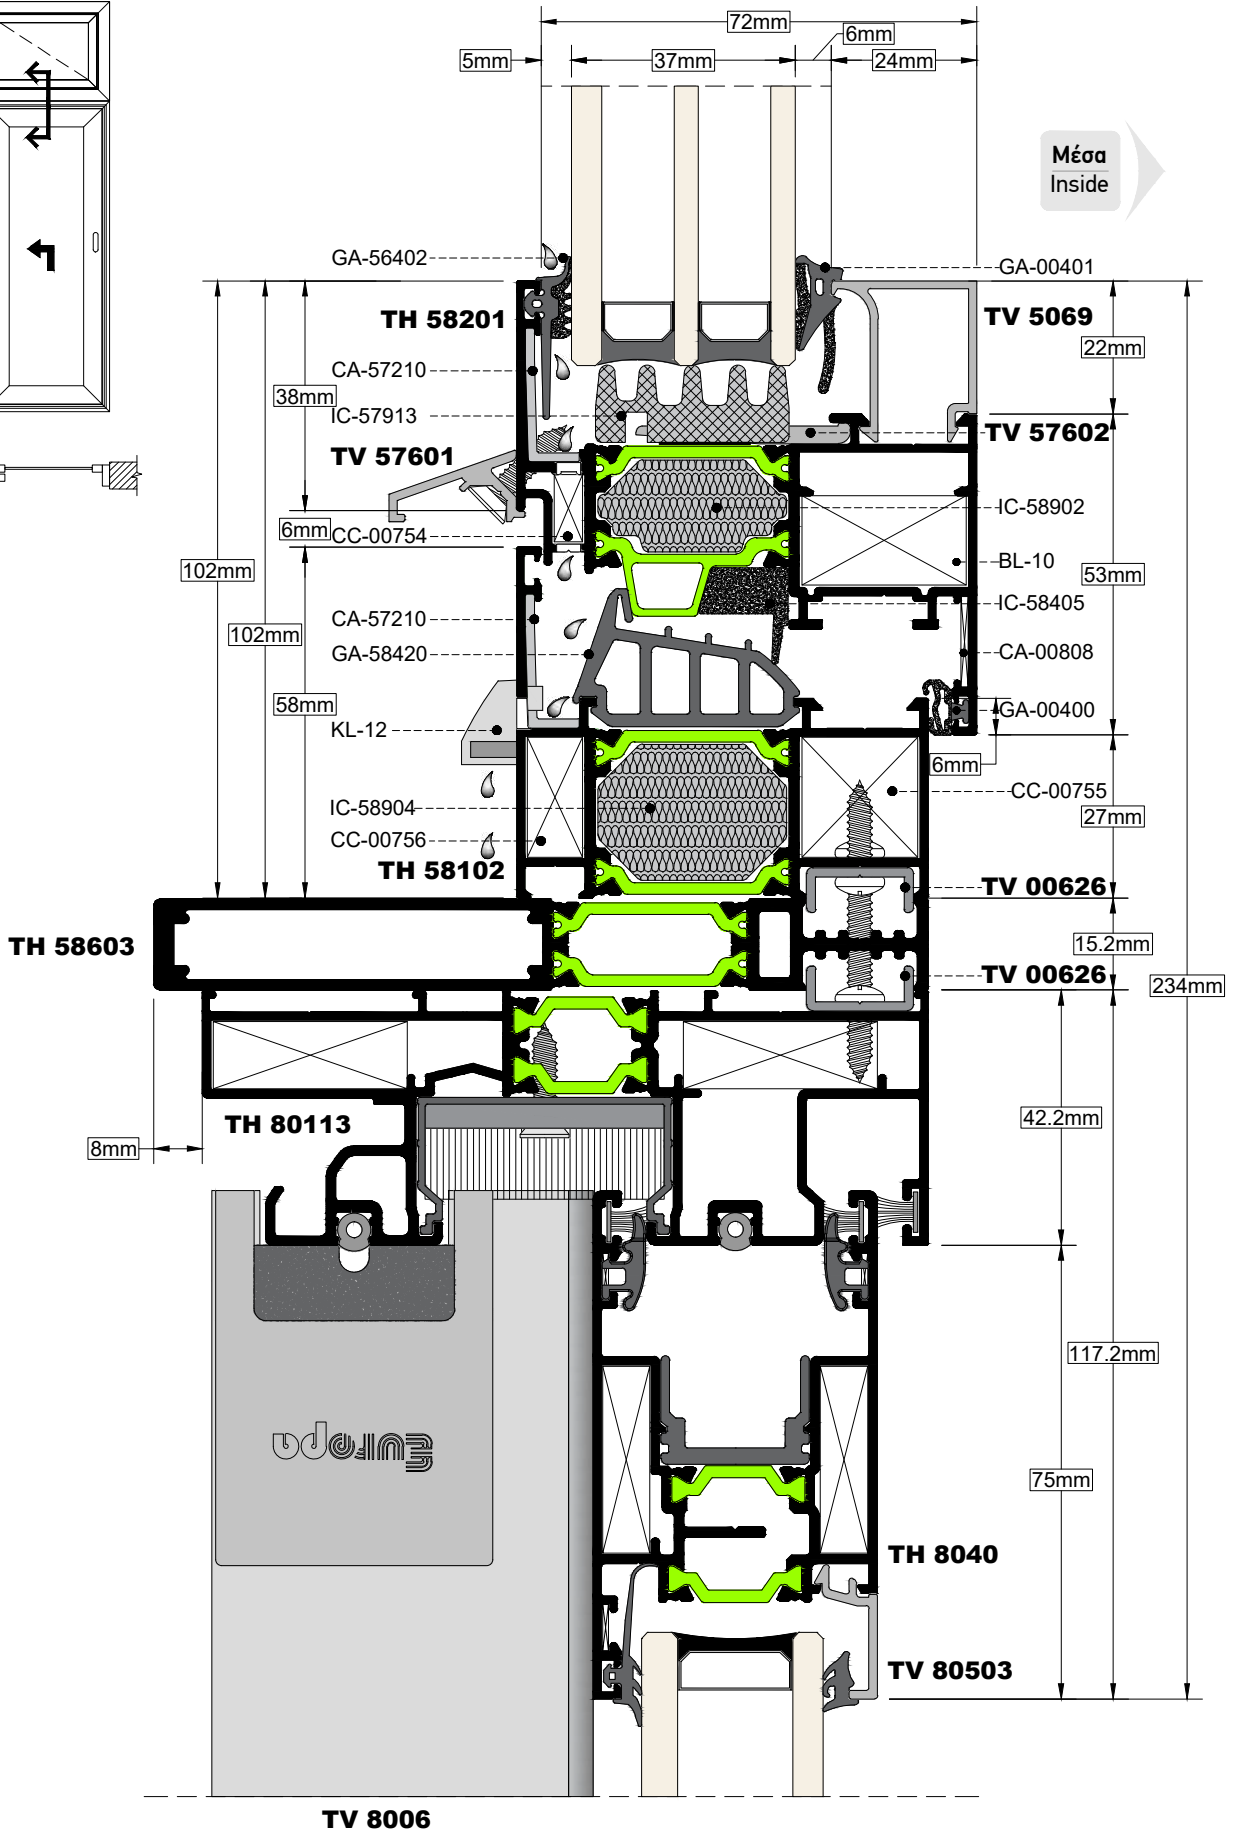 72mm
6mm
5mm
37mm
24mm
Μέσα
Inside
GA-56402
GA-00401
TH 58201
TV 5069
22mm
CA-57210
38mm
IC-57913
TV 57602
TV 57601
IC-58902
6mm
CC-00754
102mm
BL-10
53mm
IC-58405
CA-57210
102mm
GA-58420
CA-00808
58mm
GA-00400
KL-12
6mm
CC-00755
IC-58904
27mm
CC-00756
TH 58102
TV 00626
TH 58603
15.2mm
TV 00626
234mm
TH 80113
42.2mm
8mm
117.2mm
Europa
75mm
TH 8040
TV 80503
TV 8006